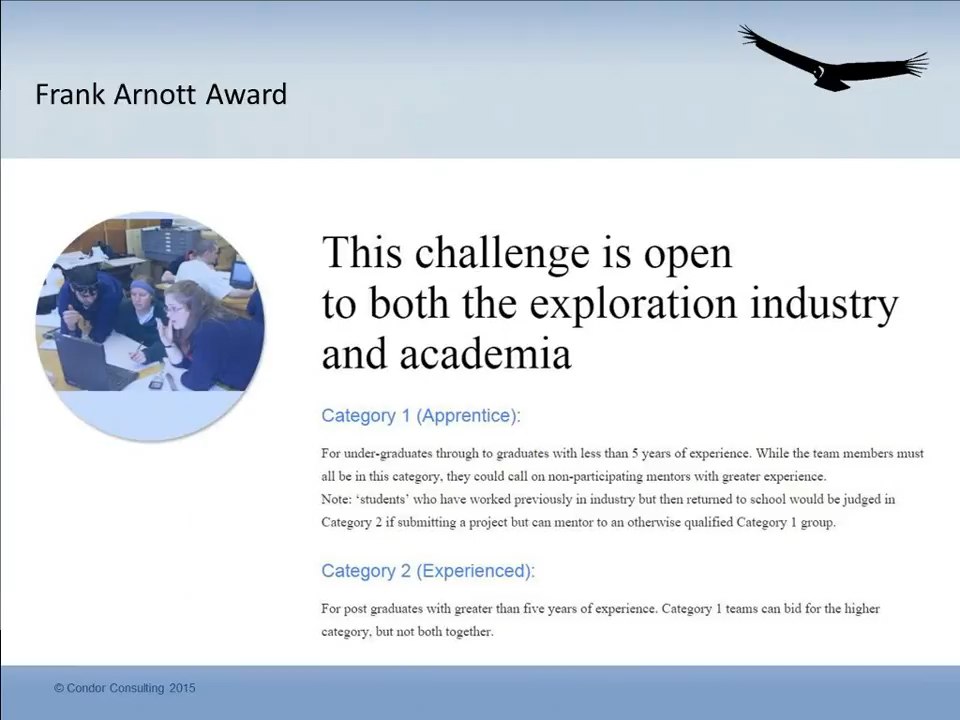 Frank Arnott Award
This challenge is open
to both the exploration industry
and academia
Category 1 (Apprentice):
For under-graduates through to graduates with less than 5 years of experience. While the team members must
all be in this category, they could call on non-participating mentors with greater experience.
Note: ‘students’ who have worked previously in industry but then returned to school would be judged in
Category 2 if submitting a project but can mentor to an otherwise qualified Category 1 group.
Category 2 (Experienced):
For post graduates with greater than five years of experience. Category 1 teams can bid for the higher
category, but not both together.
© Condor Consulting 2015